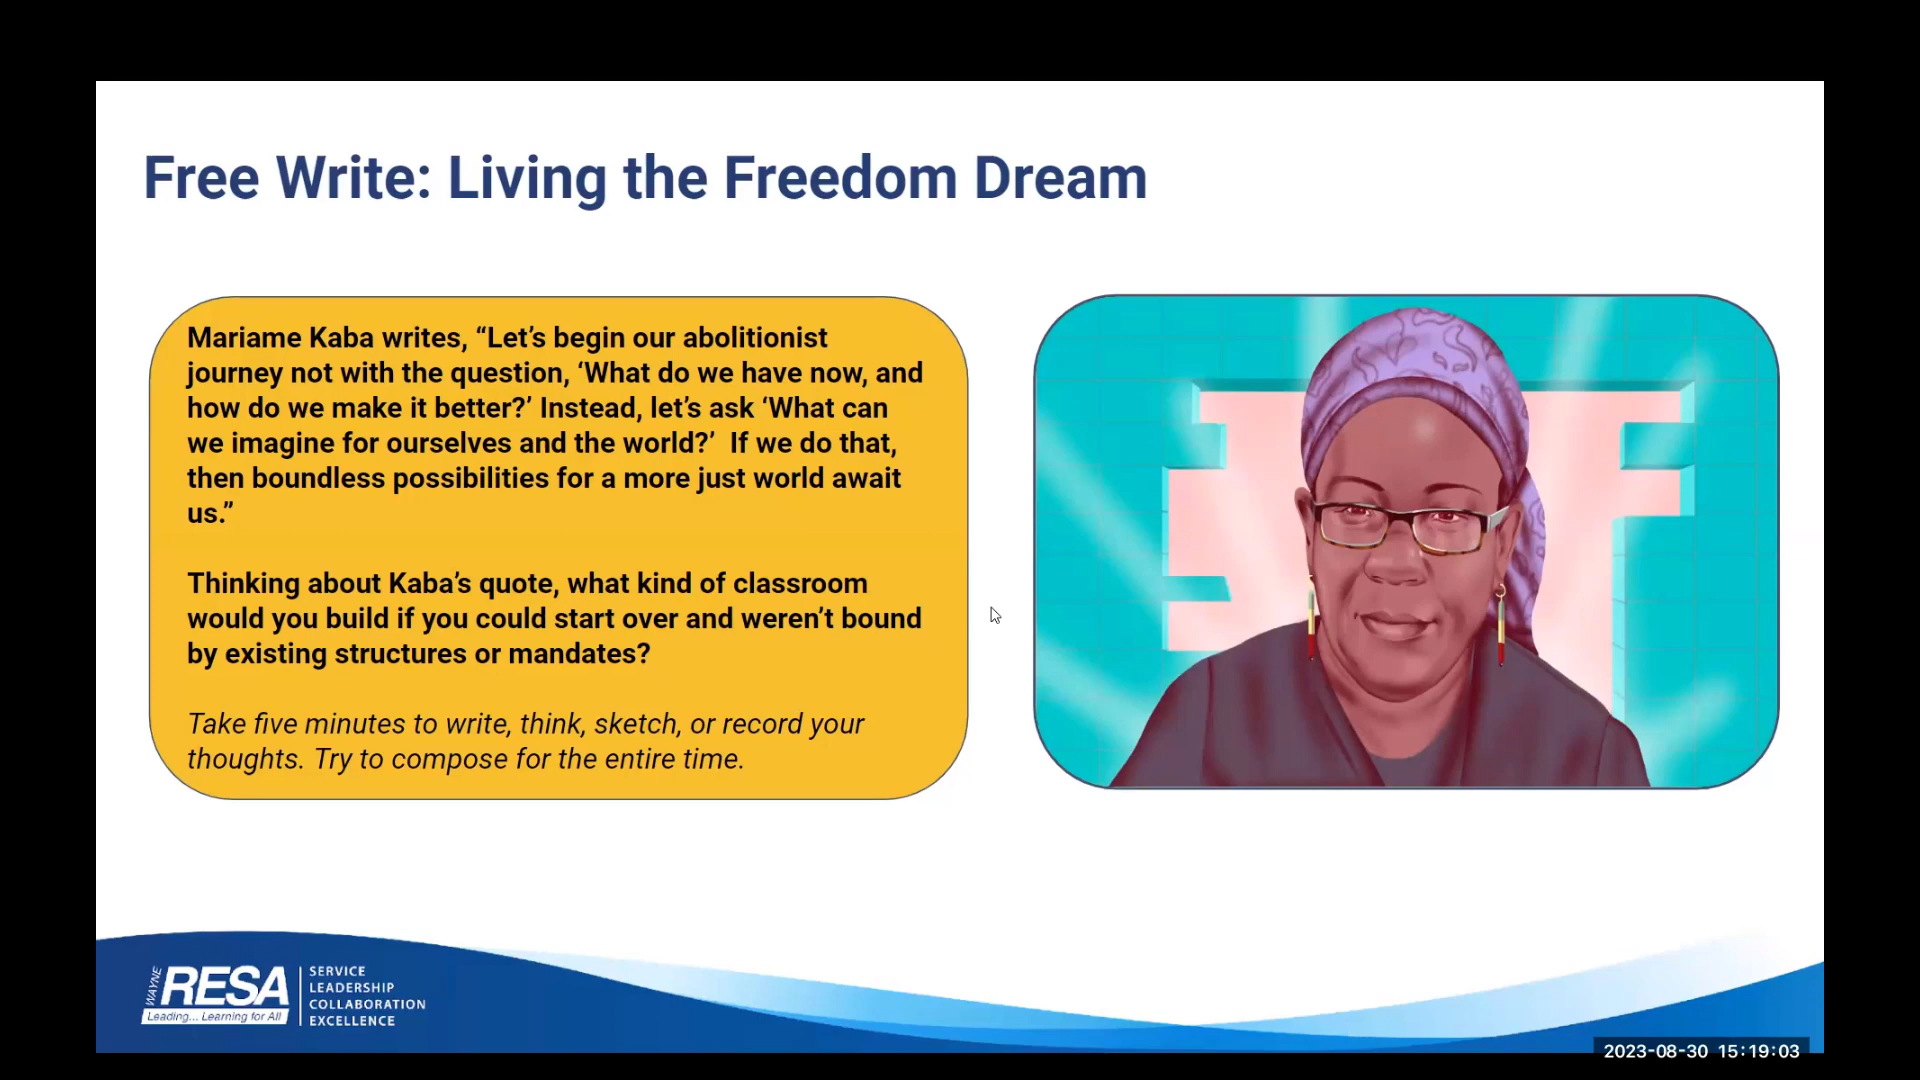 Free Write: Living the Freedom Dream
Mariame Kaba writes, “Let’s begin our abolitionist
journey not with the question, ‘What do we have now, and
how do we make it better?’ Instead, let’s ask ‘What can
we imagine for ourselves and the world?’  If we do that,
then boundless possibilities for a more just world await
us.”
Thinking about Kaba’s quote, what kind of classroom
would you build if you could start over and weren’t bound
by existing structures or mandates?
Take five minutes to write, think, sketch, or record your
thoughts. Try to compose for the entire time.
WAYNE
RESA
Leading... Learning for All
SERVICE
LEADERSHIP
COLLABORATION
EXCELLENCE
2023-08-30 15:19:03